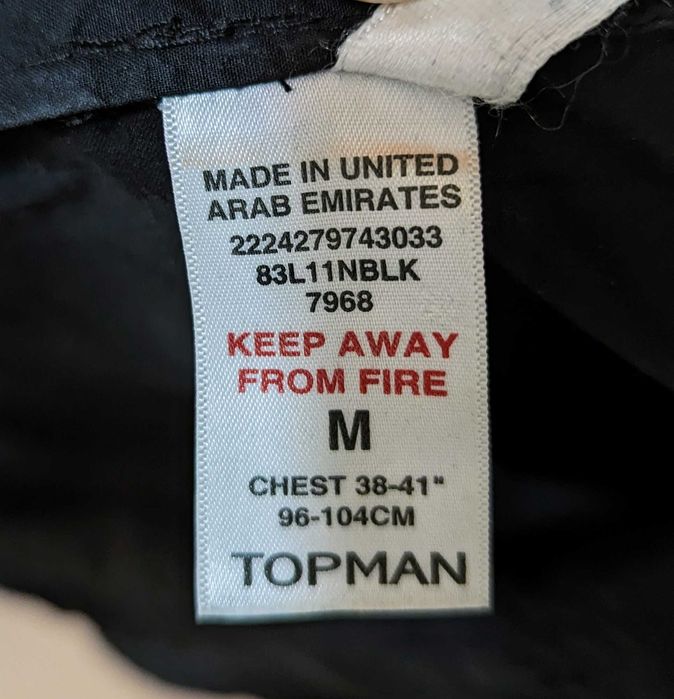 MADE IN UNITED
ARAB EMIRATES
2224279743033
83L11NBLK
7968
KEEP AWAY
FROM FIRE
M
CHEST 38-41"
96-104CM
TOPMAN